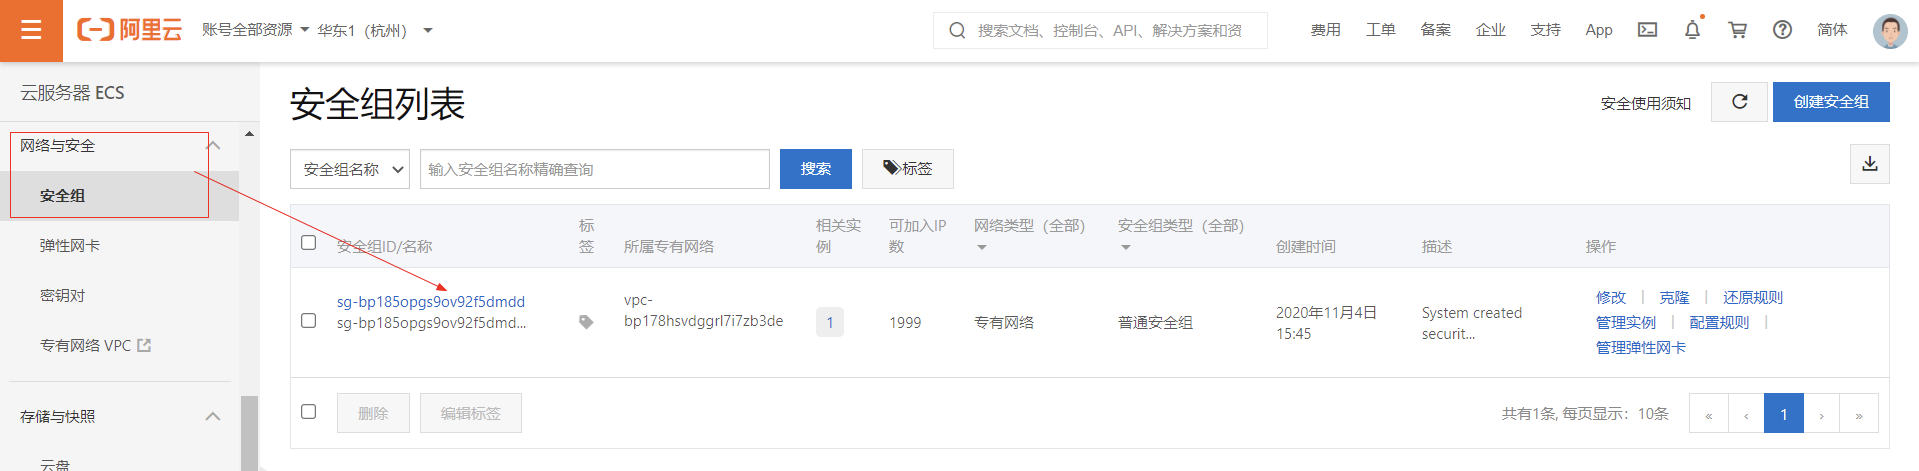 阿里云 账号全部资源 华东1（杭州） 搜索文档、控制台、API、解决方案和资 费用 工单 备案 企业 支持 App 简体
云服务器 ECS
网络与安全
安全组
弹性网卡
密钥对
专有网络 VPC
存储与快照
云盘
安全组列表
安全使用须知 创建安全组
安全组名称 输入安全组名称精确查询 搜索 标签
安全组ID/名称 标签 所属专有网络 相关实例 可加入IP数 网络类型（全部） 安全组类型（全部） 创建时间 描述 操作
sg-bp185opgs9ov92f5dmdd
sg-bp185opgs9ov92f5dmd...
vpc-
bp178hsvdggrl7i7zb3de
1
1999
专有网络
普通安全组
2020年11月4日
15:45
System created
securit...
修改 | 克隆 | 还原规则
管理实例 | 配置规则 |
管理弹性网卡
删除 编辑标签 共有1条, 每页显示：10条 « ‹ 1 › »